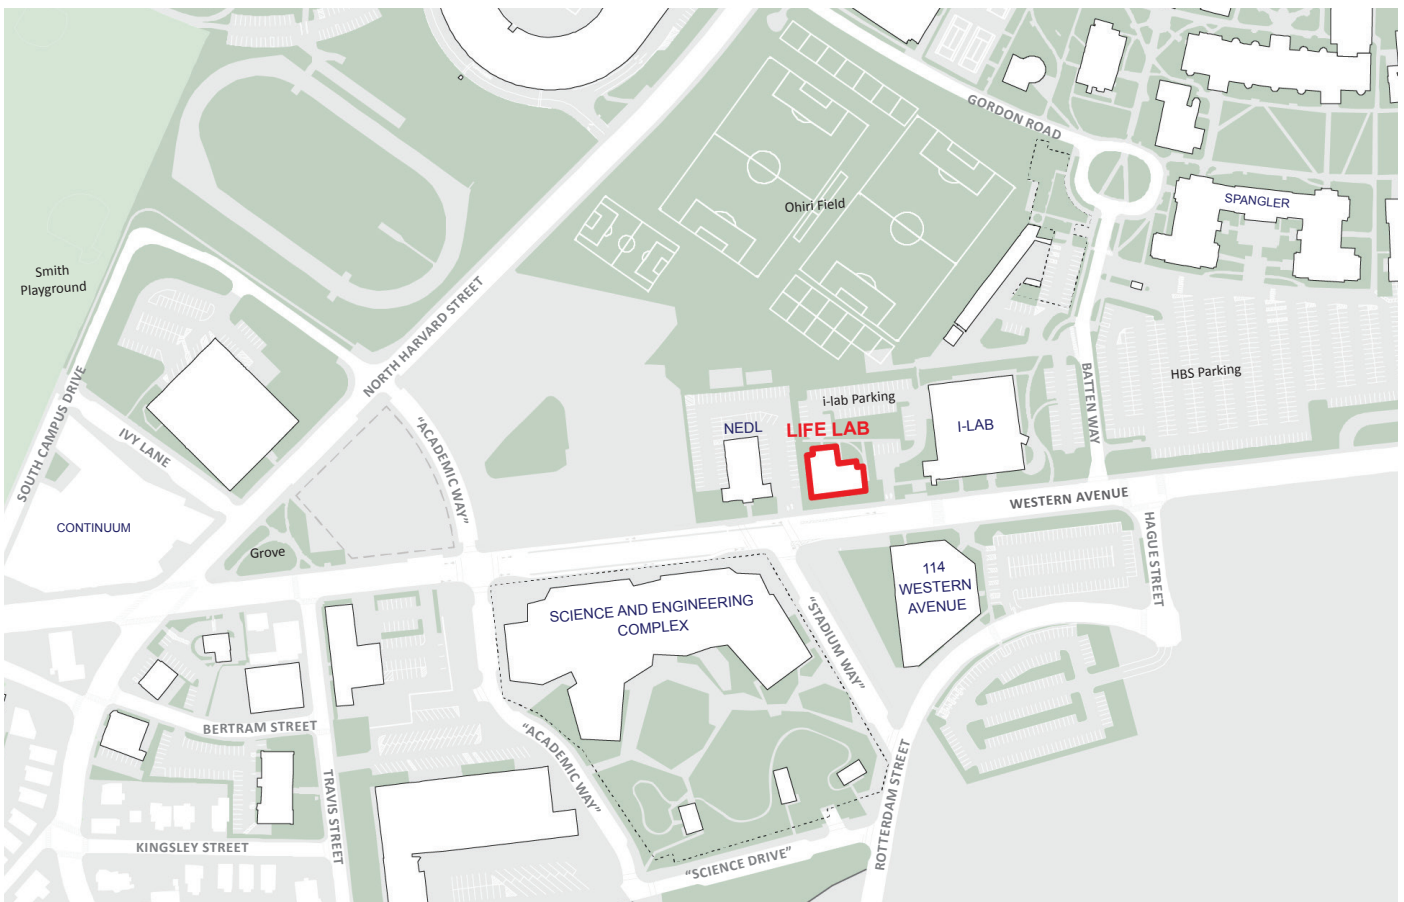 GORDON ROAD
SPANGLER
Ohiri Field
Smith
Playground
NORTH HARVARD STREET
SOUTH CAMPUS DRIVE
IVY LANE
"ACADEMIC WAY"
BATTEN WAY
HBS Parking
i-lab Parking
NEDL
LIFE LAB
I-LAB
WESTERN AVENUE
CONTINUUM
Grove
HAGUE STREET
114
WESTERN
AVENUE
SCIENCE AND ENGINEERING
COMPLEX
"STADIUM WAY"
BERTRAM STREET
"ACADEMIC WAY"
TRAVIS STREET
ROTTERDAM STREET
KINGSLEY STREET
"SCIENCE DRIVE"